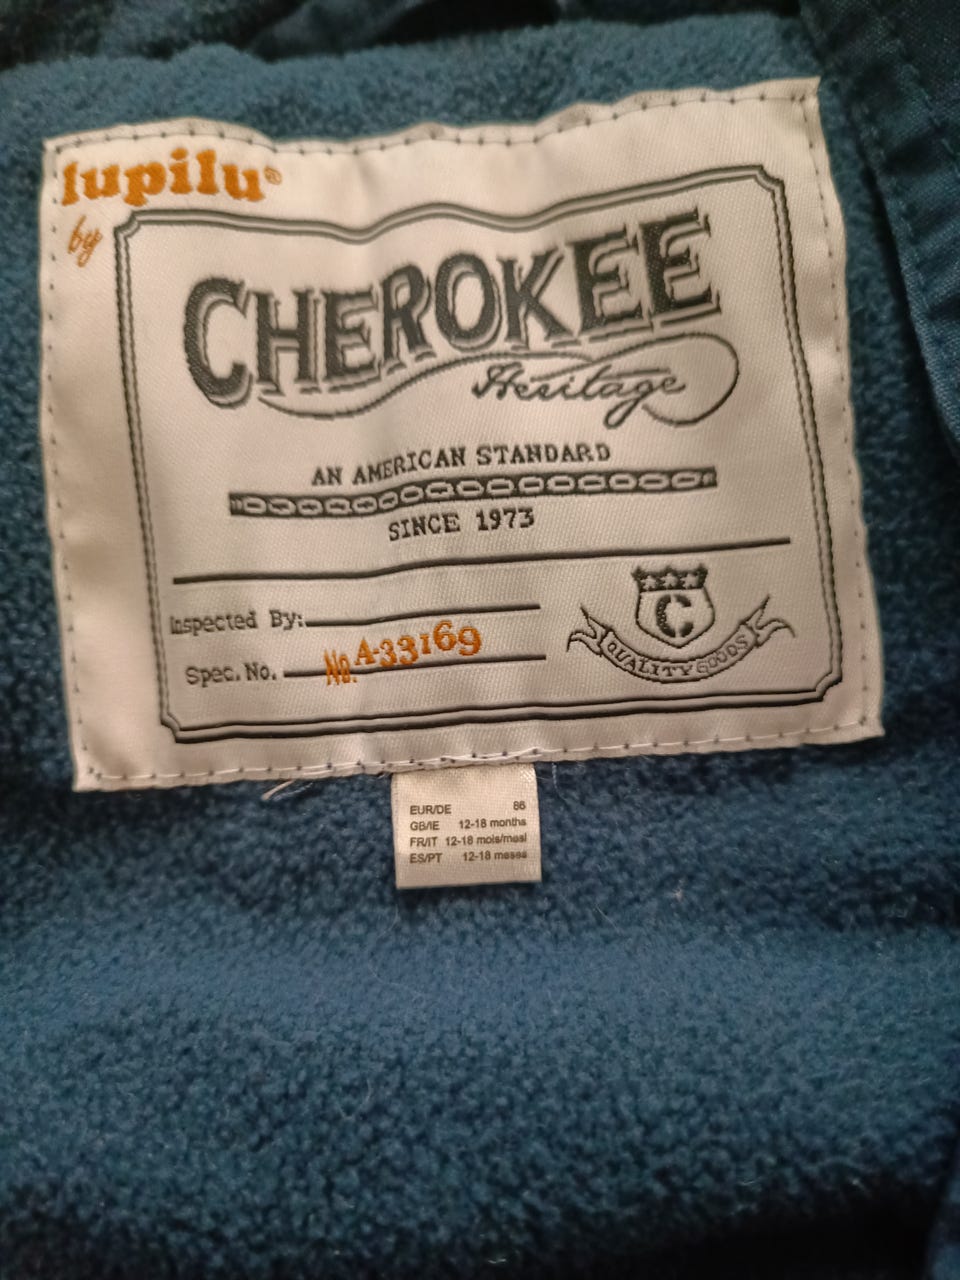 lupilu®
by
CHEROKEE
Heritage
AN AMERICAN STANDARD
SINCE 1973
Inspected By:
Spec. No. No. A-33169
C
QUALITY GOODS
EUR/DE 86
GB/IE 12-18 months
FR/IT 12-18 mois/mesi
ES/PT 12-18 meses